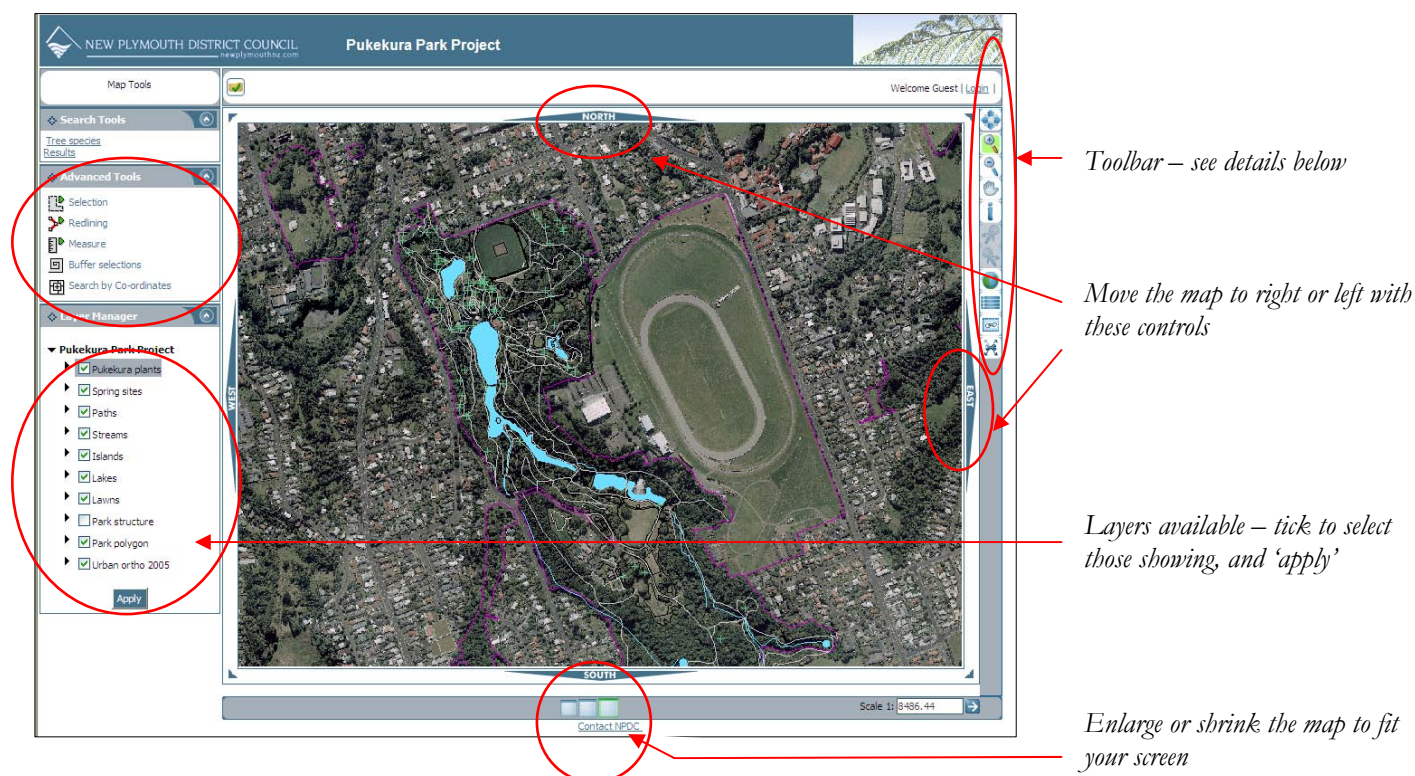 NEW PLYMOUTH DISTRICT COUNCIL
newplymouthnz.com
Pukekura Park Project
Map Tools
Welcome Guest | Login |
Search Tools
Tree species
Results
Advanced Tools
Selection
Redlining
Measure
Buffer selections
Search by Co-ordinates
Layer Manager
Pukekura Park Project
Pukekura plants
Spring sites
Paths
Streams
Islands
Lakes
Lawns
Park structure
Park polygon
Urban ortho 2005
Apply
NORTH
WEST
EAST
SOUTH
Scale 1: 8486.44
Contact NPDC
Toolbar – see details below
Move the map to right or left with
these controls
Layers available – tick to select
those showing, and ‘apply’
Enlarge or shrink the map to fit
your screen